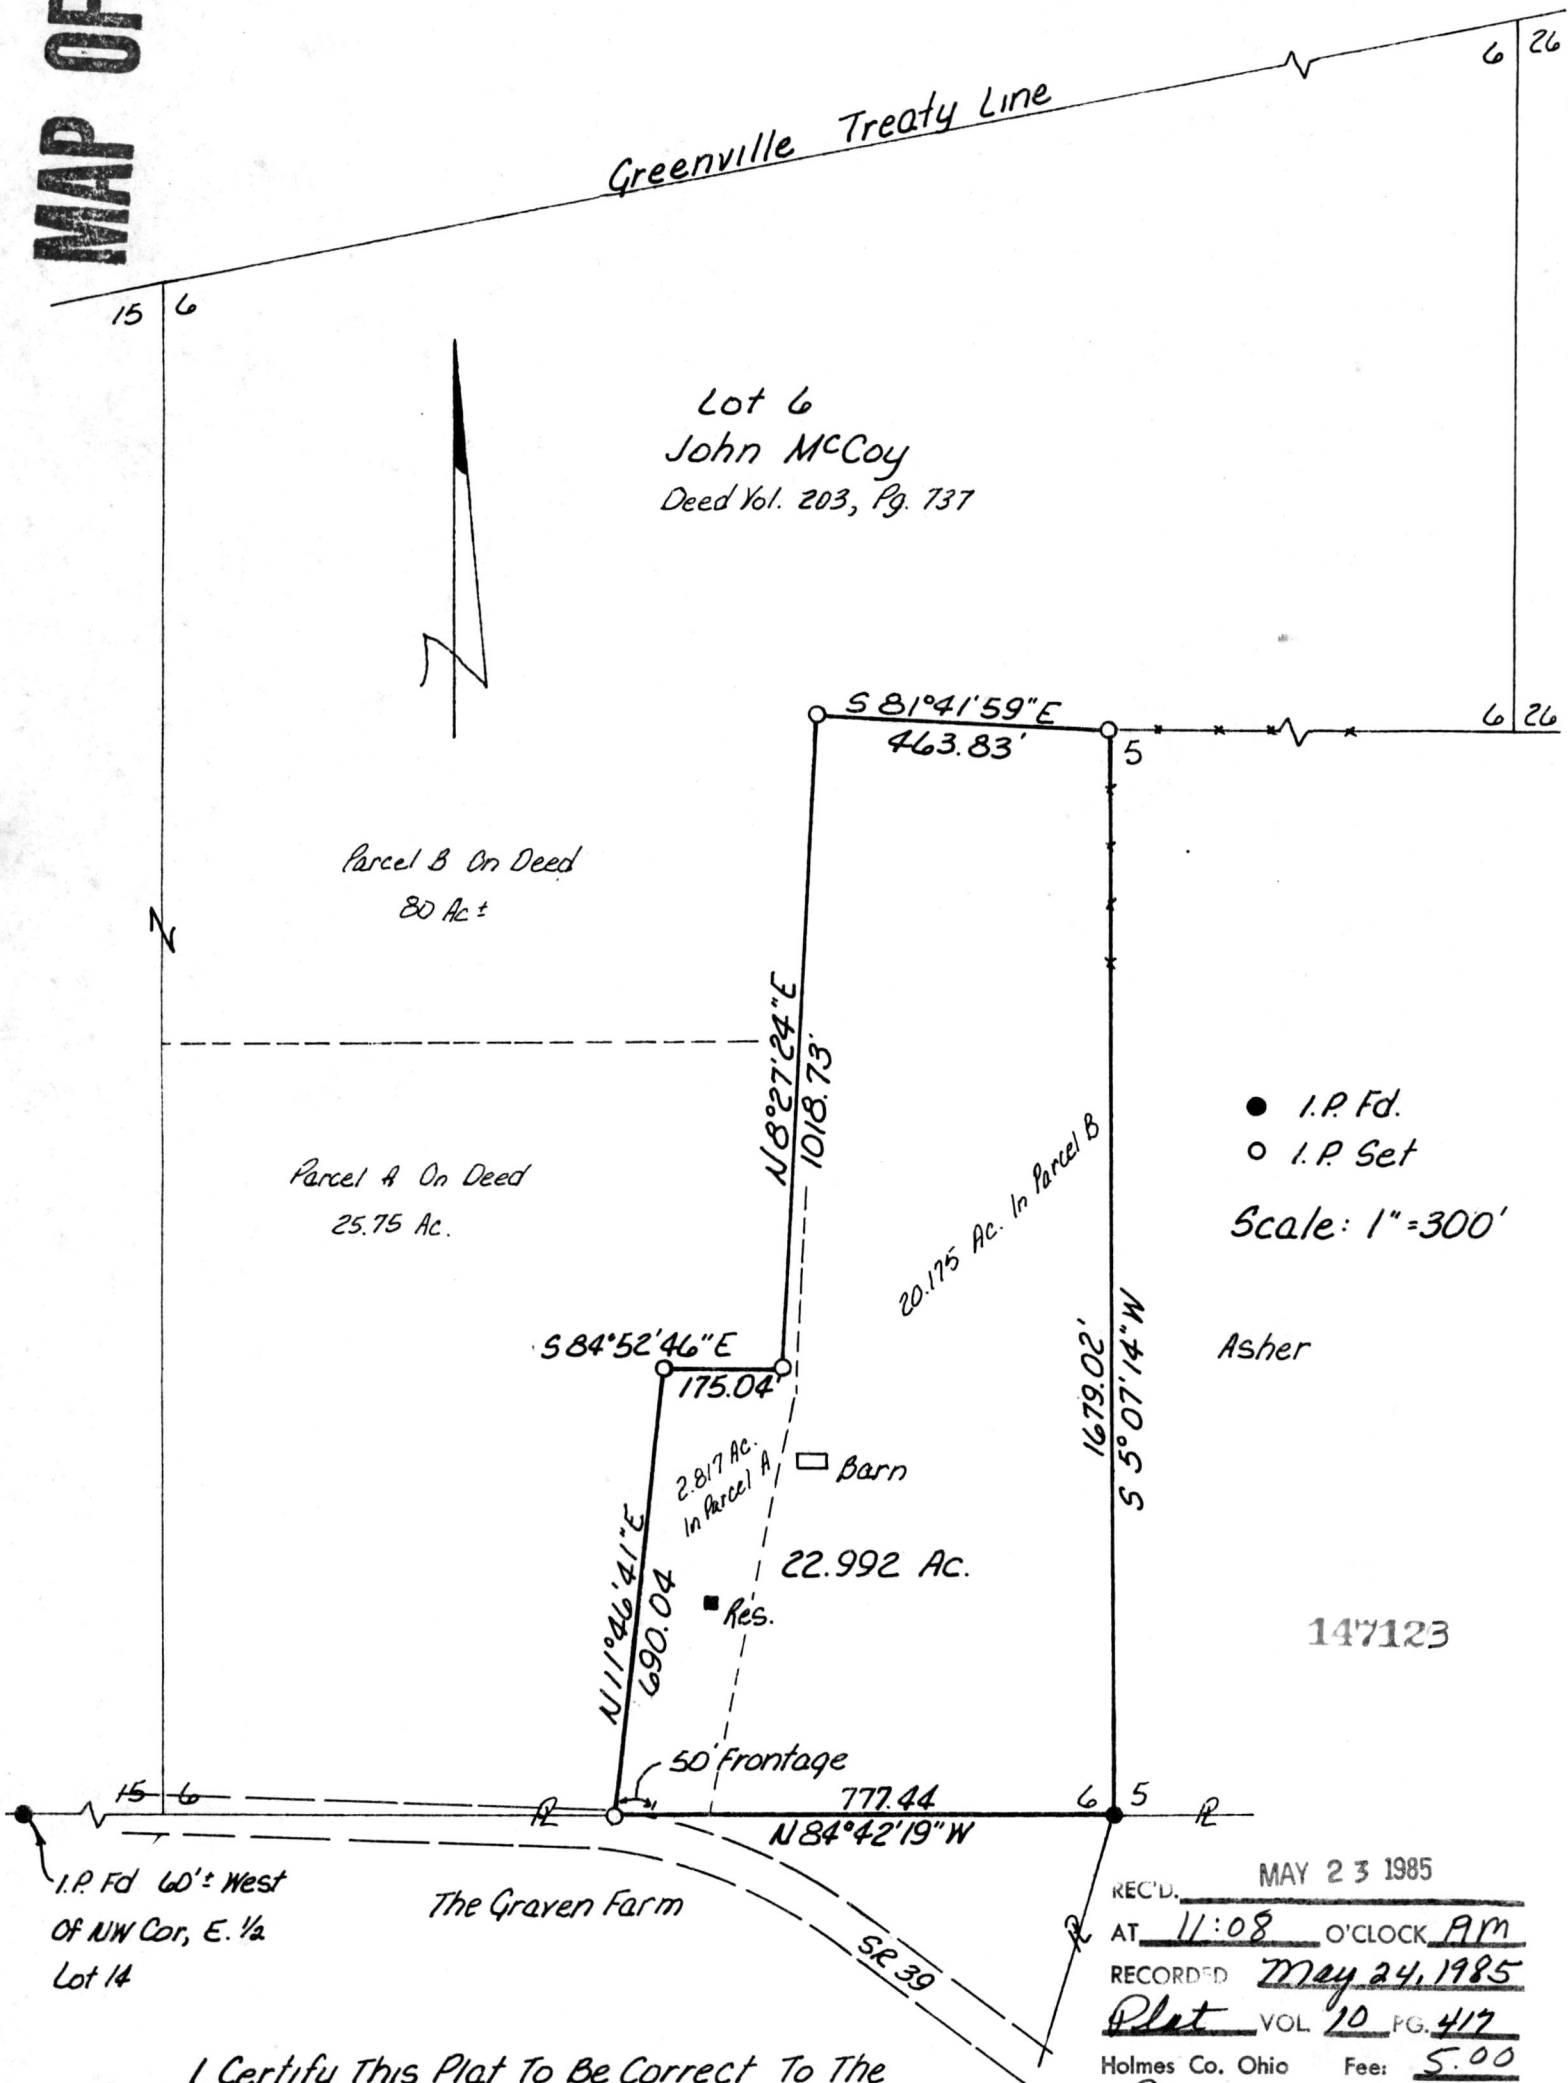 MAP OF
Greenville Treaty Line
6 26
15 6
Lot 6
John McCoy
Deed Vol. 203, Pg. 737
S 81°41'59" E
463.83'
6 26
5
Parcel B On Deed
80 Ac ±
N 8°27'24" E
1018.73'
20.175 Ac. In Parcel B
I.P. Fd.
I.P. Set
Scale: 1" = 300'
Parcel A On Deed
25.75 Ac.
S 84°52'46" E
175.04'
1679.02'
S 5°07'14" W
Asher
2.817 Ac.
In Parcel A
Barn
22.992 Ac.
N 11°46'41" E
690.04
Res.
147123
50' Frontage
15 6
777.44
6 5
N 84°42'19" W
PL
PL
I.P. Fd 60'± West
Of NW Cor, E. 1/2
Lot 14
The Graven Farm
SR 39
PL
REC'D. MAY 23 1985
AT 11:08 O'CLOCK AM
RECORDED May 24, 1985
Plat VOL 10 PG. 417
Holmes Co. Ohio Fee: 5.00
I Certify This Plat To Be Correct To The